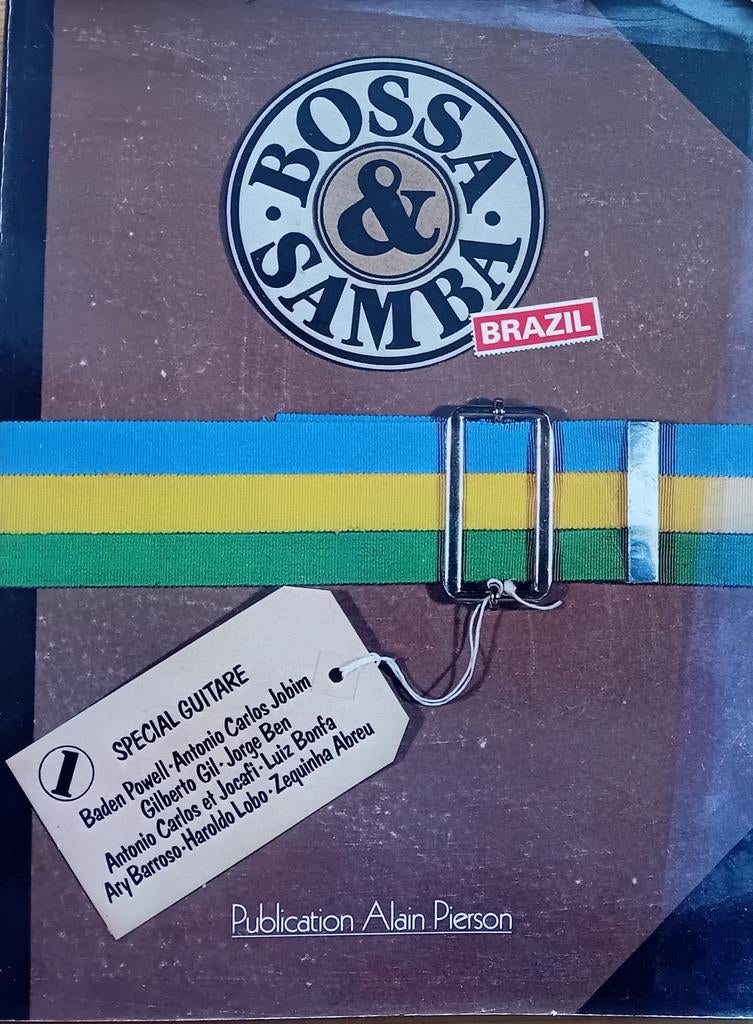 BOSSA
&
SAMBA
BRAZIL
1
SPECIAL GUITARE
Baden Powell · Antonio Carlos Jobim
Gilberto Gil · Jorge Ben
Antonio Carlos et Jocafi · Luiz Bonfa
Ary Barroso · Haroldo Lobo · Zequinha Abreu
Publication Alain Pierson